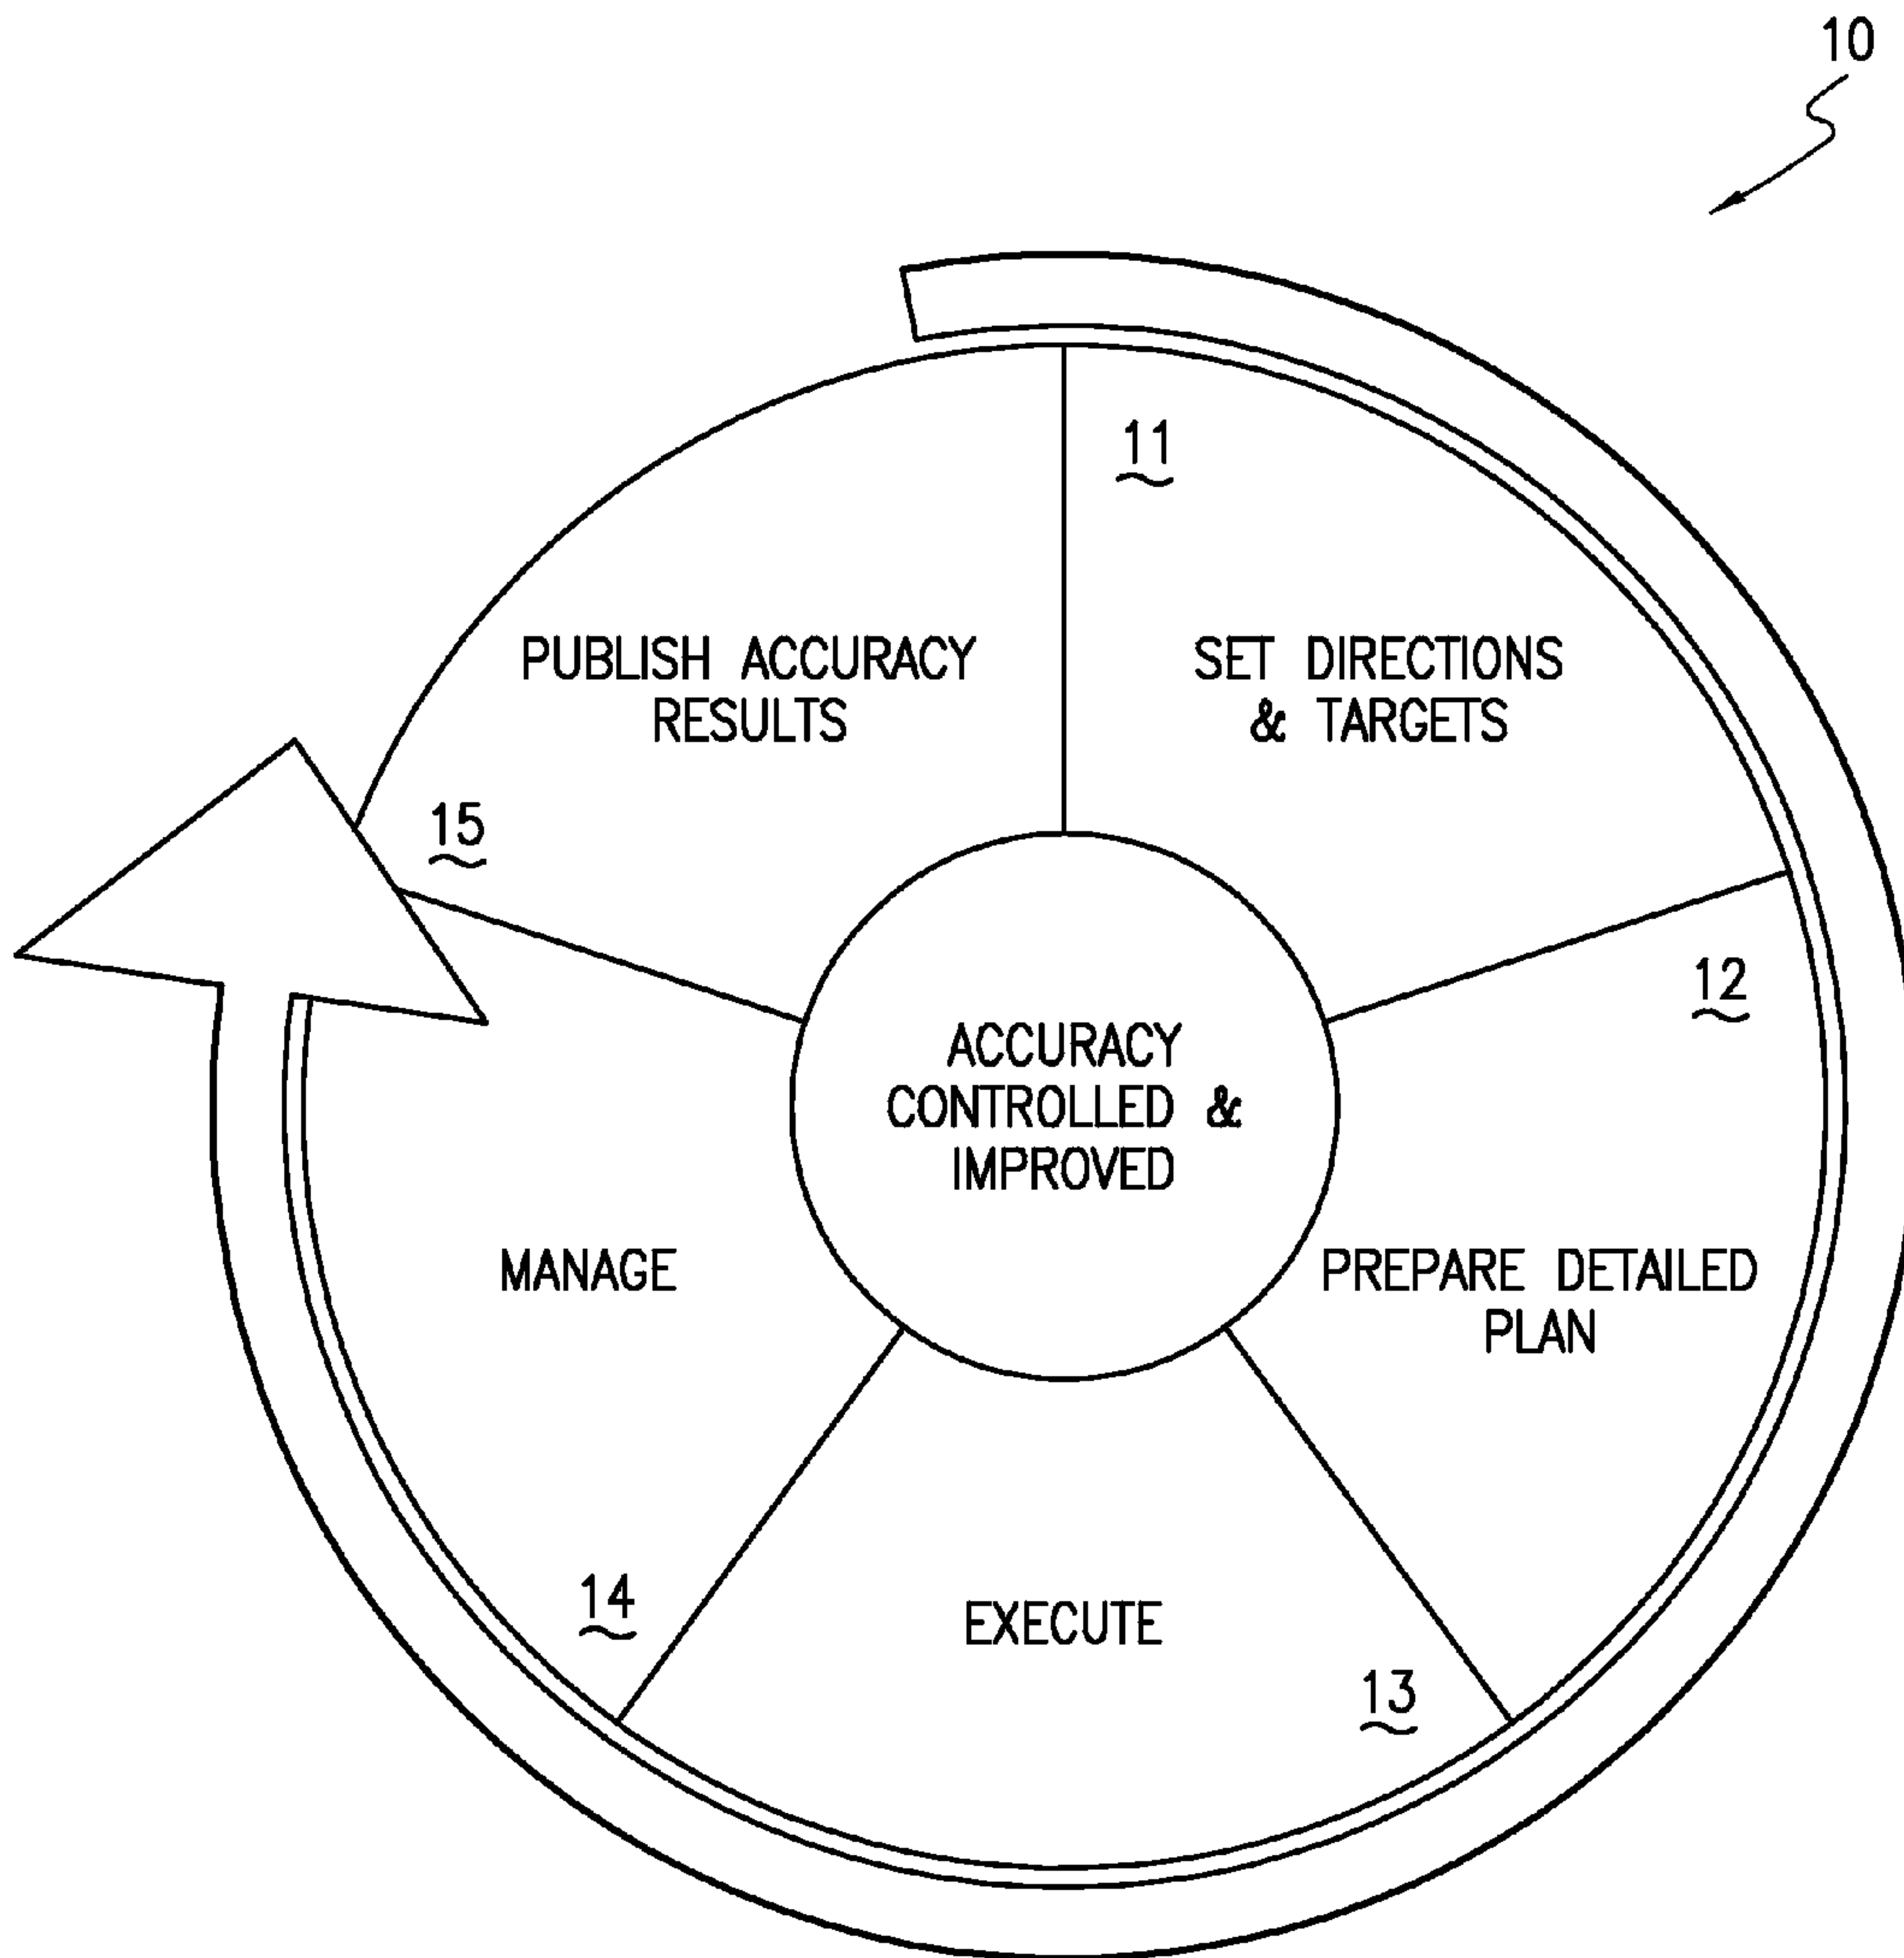 10
11
SET DIRECTIONS
& TARGETS
12
PREPARE DETAILED
PLAN
13
EXECUTE
14
MANAGE
15
PUBLISH ACCURACY
RESULTS
ACCURACY
CONTROLLED &
IMPROVED